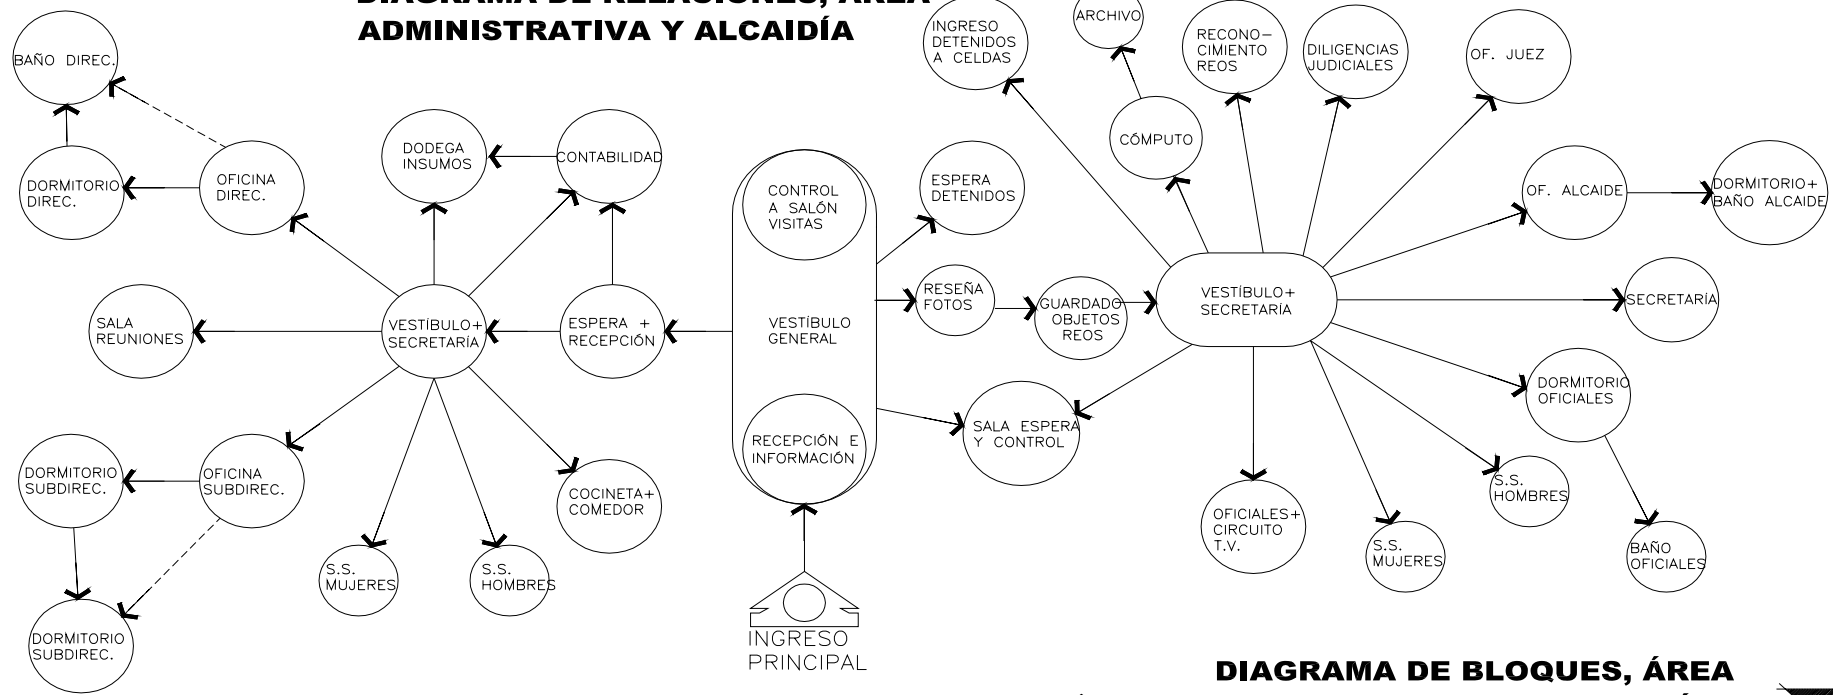 DIAGRAMA DE RELACIONES, ÁREA
ADMINISTRATIVA Y ALCAIDÍA
BAÑO DIREC.
DORMITORIO
DIREC.
OFICINA
DIREC.
DODEGA
INSUMOS
CONTABILIDAD
SALA
REUNIONES
VESTÍBULO+
SECRETARÍA
ESPERA +
RECEPCIÓN
DORMITORIO
SUBDIREC.
OFICINA
SUBDIREC.
DORMITORIO
SUBDIREC.
S.S.
MUJERES
S.S.
HOMBRES
COCINETA+
COMEDOR
CONTROL
A SALÓN
VISITAS
VESTÍBULO
GENERAL
RECEPCIÓN E
INFORMACIÓN
INGRESO
PRINCIPAL
INGRESO
DETENIDOS
A CELDAS
ARCHIVO
CÓMPUTO
RECONO-
CIMIENTO
REOS
DILIGENCIAS
JUDICIALES
OF. JUEZ
ESPERA
DETENIDOS
OF. ALCAIDE
DORMITORIO+
BAÑO ALCAIDE
RESEÑA
FOTOS
GUARDADO
OBJETOS
REOS
VESTÍBULO+
SECRETARÍA
SECRETARÍA
SALA ESPERA
Y CONTROL
DORMITORIO
OFICIALES
OFICIALES+
CIRCUITO
T.V.
S.S.
MUJERES
S.S.
HOMBRES
BAÑO
OFICIALES
DIAGRAMA DE BLOQUES, ÁREA